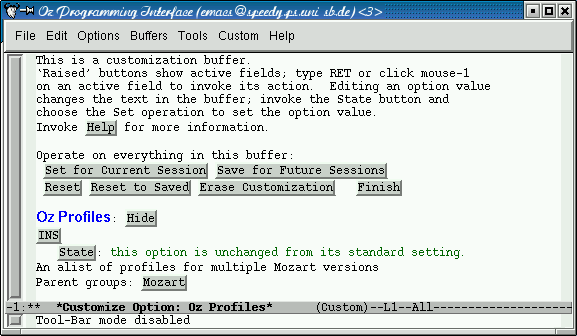 Oz Programming Interface (emacs@speedy.ps.uni sb.de) <3>
File Edit Options Buffers Tools Custom Help
This is a customization buffer.
`Raised' buttons show active fields; type RET or click mouse-1
on an active field to invoke its action.  Editing an option value
changes the text in the buffer; invoke the State button and
choose the Set operation to set the option value.
Invoke Help for more information.
Operate on everything in this buffer:
Set for Current Session Save for Future Sessions
Reset Reset to Saved Erase Customization Finish
Oz Profiles: Hide
INS
State: this option is unchanged from its standard setting.
An alist of profiles for multiple Mozart versions
Parent groups: Mozart
-1:**  *Customize Option: Oz Profiles*      (Custom)--L1--All--------------------
Tool-Bar mode disabled